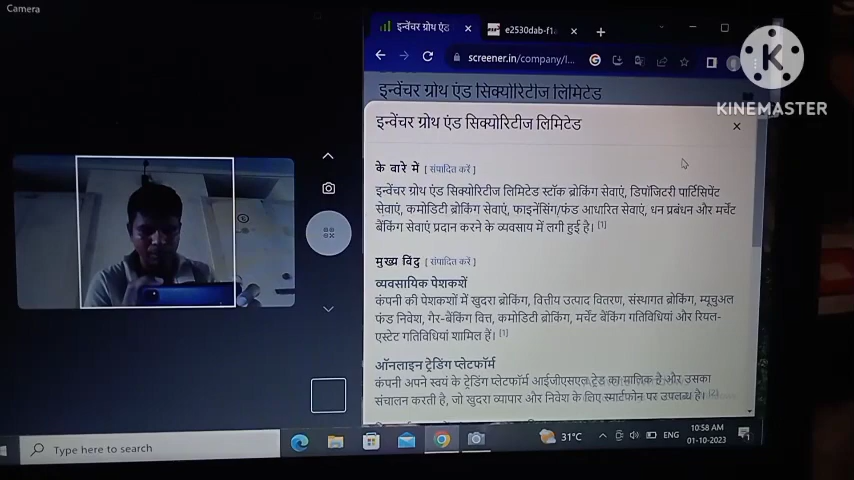 Camera
इन्वेंचर ग्रोथ एंड
e2530dab-f1
screener.in/company/I...
इन्वेंचर ग्रोथ एंड सिक्योरिटीज लिमिटेड
KINEMASTER
इन्वेंचर ग्रोथ एंड सिक्योरिटीज लिमिटेड
के बारे में [ संपादित करें ]
इन्वेंचर ग्रोथ एंड सिक्योरिटीज लिमिटेड स्टॉक ब्रोकिंग सेवाएं, डिपॉजिटरी पार्टिसिपेंट
सेवाएं, कमोडिटी ब्रोकिंग सेवाएं, फाइनेंसिंग/फंड आधारित सेवाएं, धन प्रबंधन और मर्चेंट
बैंकिंग सेवाएं प्रदान करने के व्यवसाय में लगी हुई है। [1]
मुख्य बिंदु [ संपादित करें ]
व्यवसायिक पेशकशें
कंपनी की पेशकशों में खुदरा ब्रोकिंग, वित्तीय उत्पाद वितरण, संस्थागत ब्रोकिंग, म्यूचुअल
फंड निवेश, गैर-बैंकिंग वित्त, कमोडिटी ब्रोकिंग, मर्चेंट बैंकिंग गतिविधियां और रियल-
एस्टेट गतिविधियां शामिल हैं। [1]
ऑनलाइन ट्रेडिंग प्लेटफॉर्म
कंपनी अपने स्वयं के ट्रेडिंग प्लेटफॉर्म आईजीएसएल ट्रेड का मालिक है और उसका
संचालन करती है, जो खुदरा व्यापार और निवेश के लिए स्मार्टफोन पर उपलब्ध है। [2]
Type here to search
31°C
ENG
10:58 AM
01-10-2023